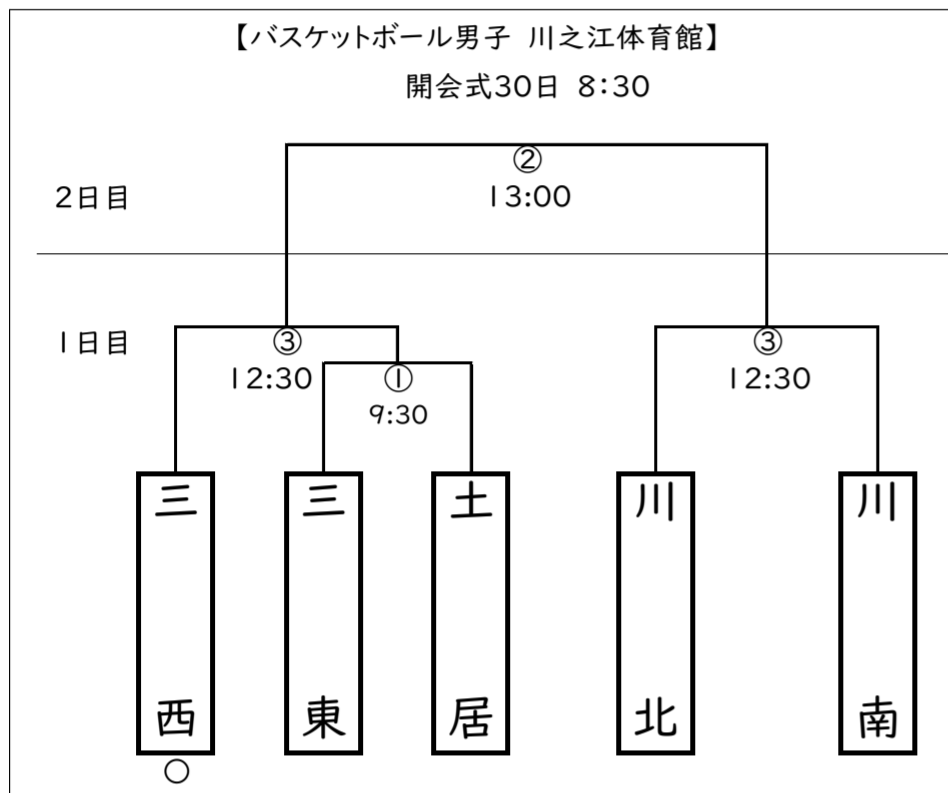 【バスケットボール男子 川之江体育館】
開会式30日 8:30
②
2日目
13:00
1日目
③
③
12:30
①
12:30
9:30
三西
三東
土居
川北
川南
○